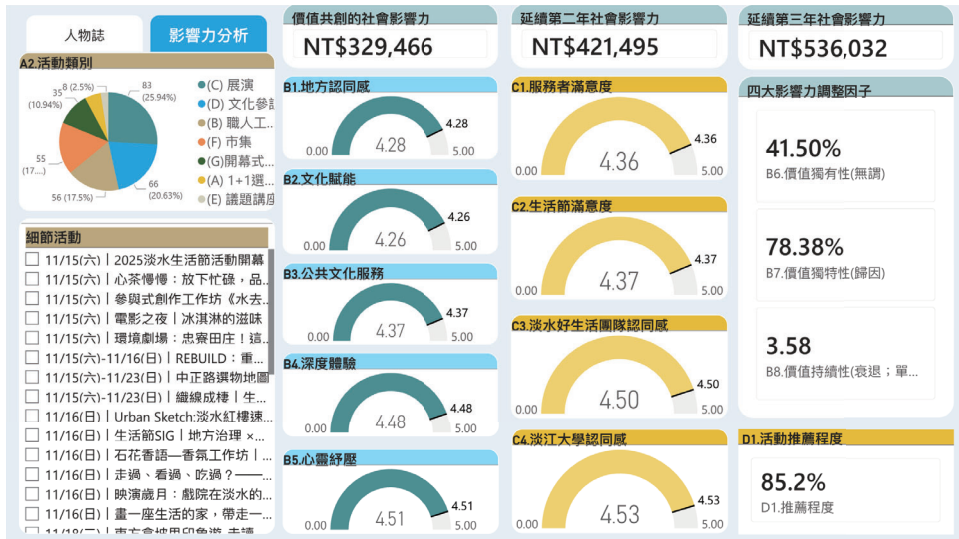 人物誌
影響力分析
A2.活動類別
8 (2.5%)
35
(10.94%)
83
(25.94%)
55
(17....)
56 (17.5%)
66
(20.63%)
(C) 展演
(D) 文化參訪
(B) 職人工...
(F) 市集
(G)開幕式...
(A) 1+1選...
(E) 議題講座
細節活動
11/15(六)丨2025淡水生活節活動開幕
11/15(六)丨心茶慢慢：放下忙碌，品...
11/15(六)丨參與式創作工作坊《水去...
11/15(六)丨電影之夜丨冰淇淋的滋味
11/15(六)丨環境劇場：忠寮田庄！這...
11/15(六)-11/16(日)丨REBUILD：重...
11/15(六)-11/23(日)丨中正路選物地圖
11/15(六)-11/23(日)丨織線成棲丨生...
11/16(日)丨Urban Sketch:淡水紅樓速...
11/16(日)丨生活節SIG丨地方治理 ×...
11/16(日)丨石花香語—香氛工作坊丨...
11/16(日)丨走過、看過、吃過？——...
11/16(日)丨映演歲月：戲院在淡水的...
11/16(日)丨畫一座生活的家，帶走一...
價值共創的社會影響力
NT$329,466
B1.地方認同感
4.28
4.28
0.00
5.00
B2.文化賦能
4.26
4.26
0.00
5.00
B3.公共文化服務
4.37
4.37
0.00
5.00
B4.深度體驗
4.48
4.48
0.00
5.00
B5.心靈紓壓
4.51
4.51
0.00
5.00
延續第二年社會影響力
NT$421,495
C1.服務者滿意度
4.36
4.36
0.00
5.00
C2.生活節滿意度
4.37
4.37
0.00
5.00
C3.淡水好生活團隊認同感
4.50
4.50
0.00
5.00
C4.淡江大學認同感
4.53
4.53
0.00
5.00
延續第三年社會影響力
NT$536,032
四大影響力調整因子
41.50%
B6.價值獨有性(無謂)
78.38%
B7.價值獨特性(歸因)
3.58
B8.價值持續性(衰退；單...
D1.活動推薦程度
85.2%
D1.推薦程度